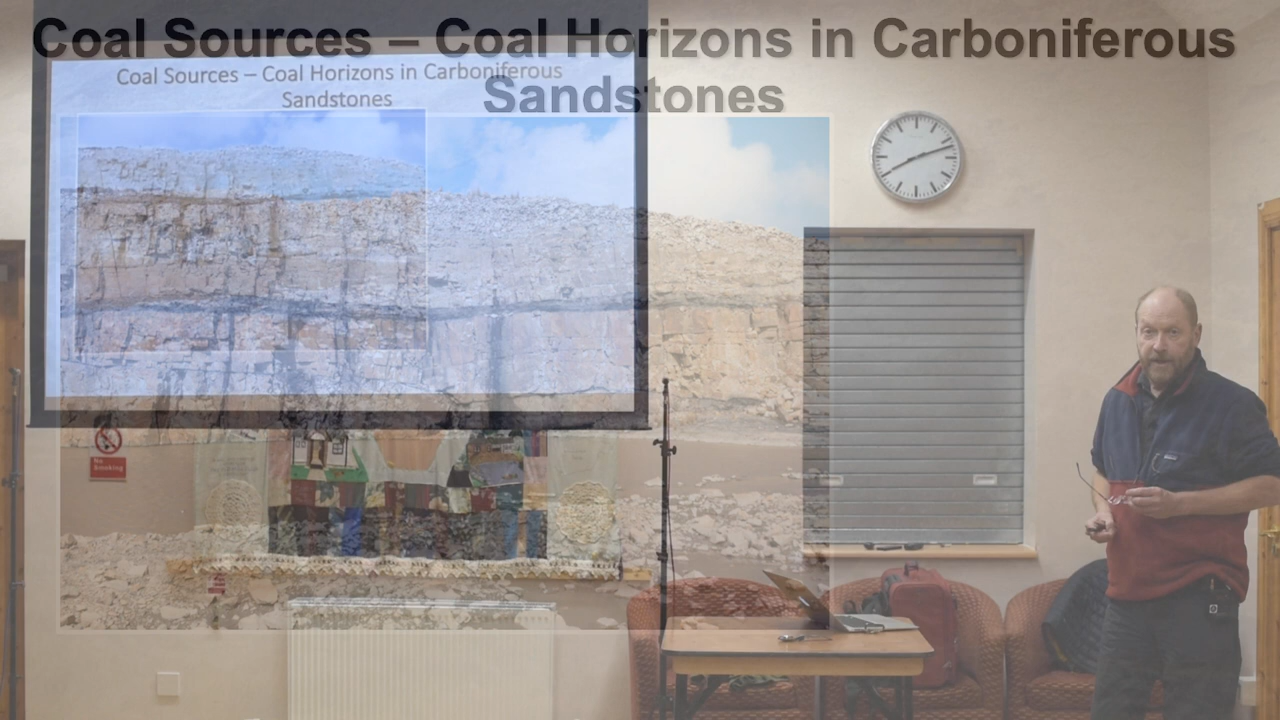 Coal Sources – Coal Horizons in Carboniferous
Sandstones
Coal Sources – Coal Horizons in Carboniferous
Sandstones
No
Smoking